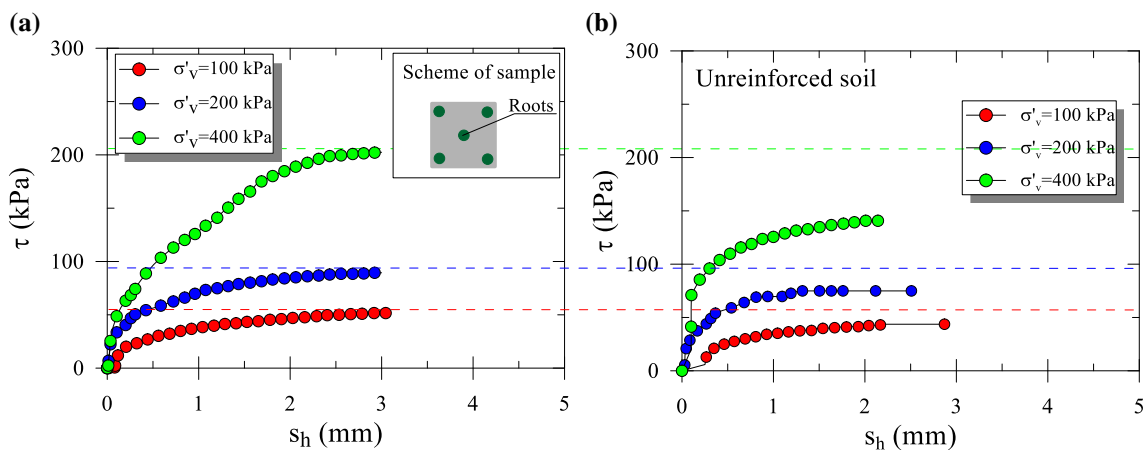 (a)
300
200
100
0
τ (kPa)
σ'v=100 kPa
σ'v=200 kPa
σ'v=400 kPa
Scheme of sample
Roots
0 1 2 3 4 5
sh (mm)
(b)
300
200
100
0
τ (kPa)
Unreinforced soil
σ'v=100 kPa
σ'v=200 kPa
σ'v=400 kPa
0 1 2 3 4 5
sh (mm)